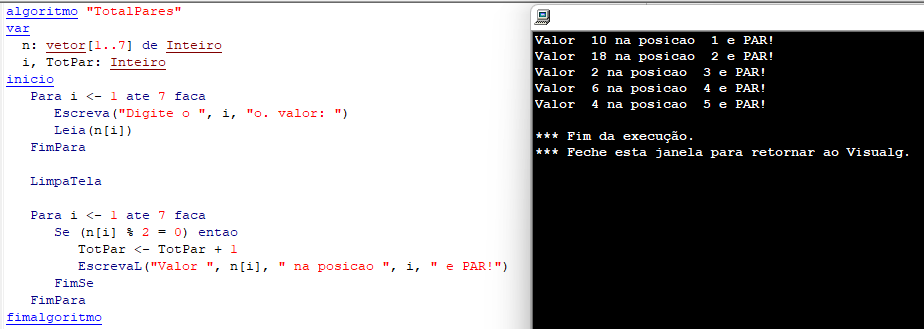 algoritmo "TotalPares"
var
n: vetor[1..7] de Inteiro
i, TotPar: Inteiro
inicio
Para i <- 1 ate 7 faca
Escreva("Digite o ", i, "o. valor: ")
Leia(n[i])
FimPara
LimpaTela
Para i <- 1 ate 7 faca
Se (n[i] % 2 = 0) entao
TotPar <- TotPar + 1
EscrevaL("Valor ", n[i], " na posicao ", i, " e PAR!")
FimSe
FimPara
fimalgoritmo
Valor  10 na posicao  1 e PAR!
Valor  18 na posicao  2 e PAR!
Valor  2 na posicao  3 e PAR!
Valor  6 na posicao  4 e PAR!
Valor  4 na posicao  5 e PAR!
*** Fim da execução.
*** Feche esta janela para retornar ao Visualg.